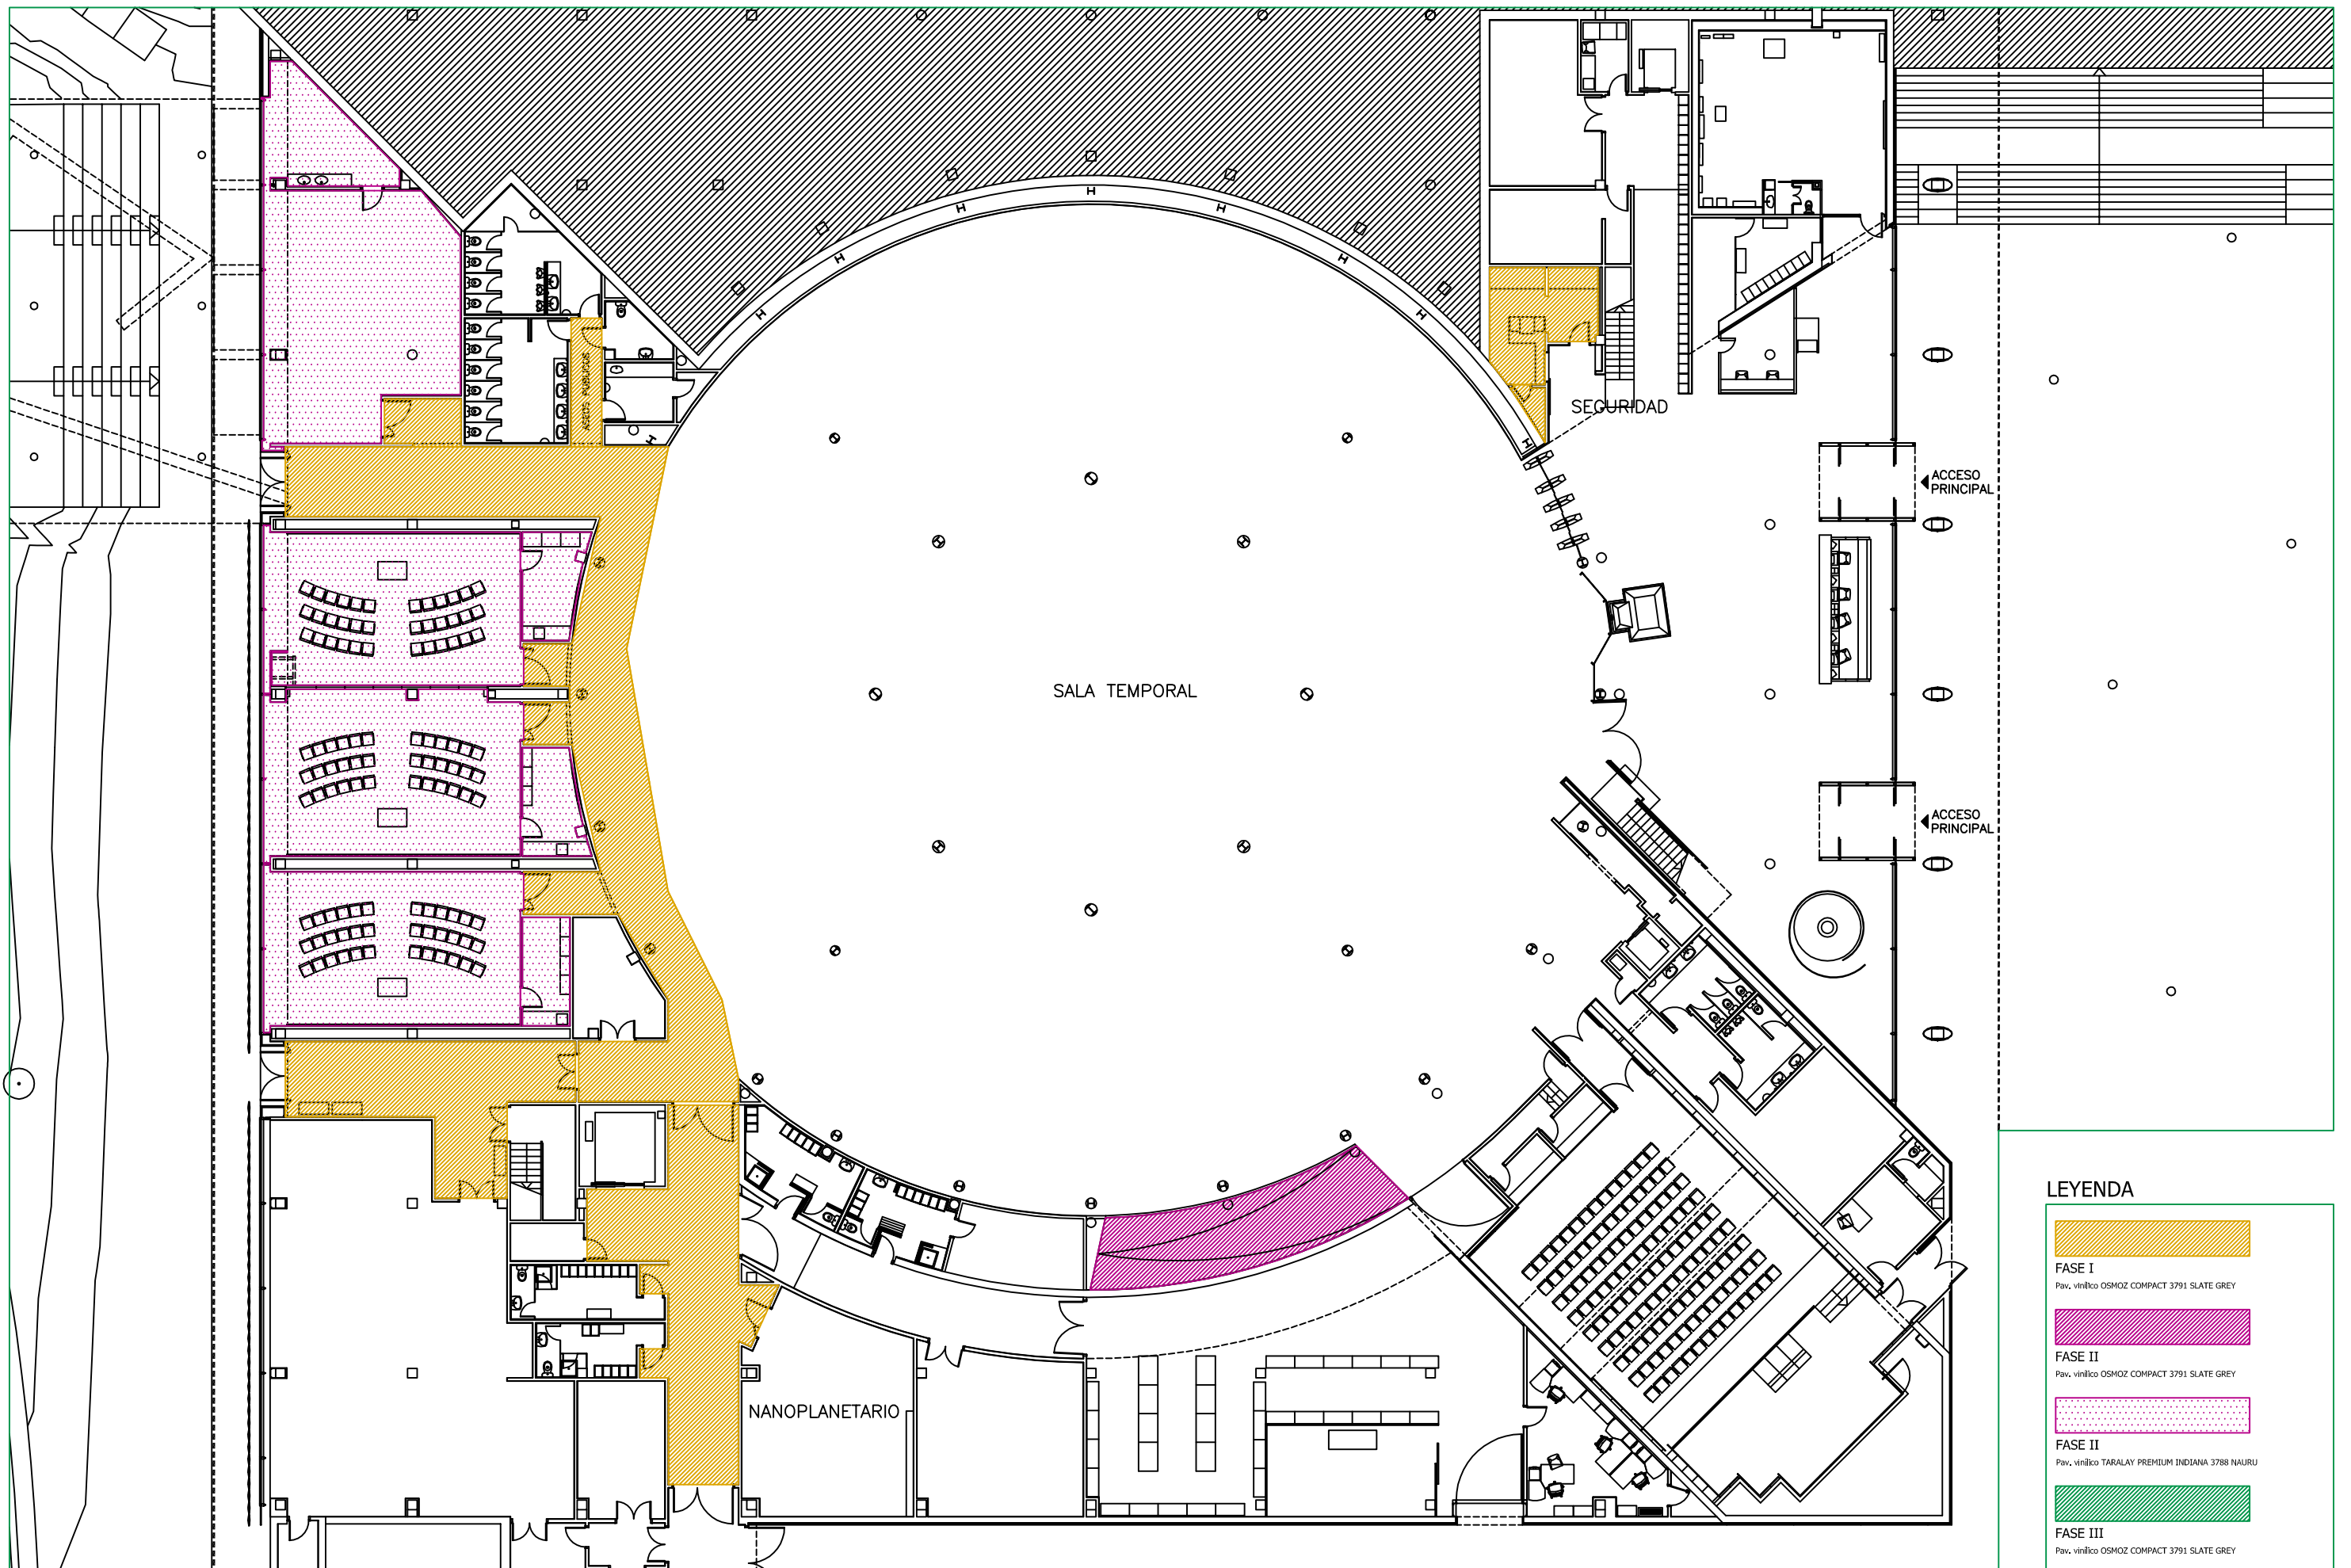 ASEOS PUBLICOS
SEGURIDAD
ACCESO
PRINCIPAL
SALA TEMPORAL
ACCESO
PRINCIPAL
NANOPLANETARIO
LEYENDA
FASE I
Pav. vinílico OSMOZ COMPACT 3791 SLATE GREY
FASE II
Pav. vinílico OSMOZ COMPACT 3791 SLATE GREY
FASE II
Pav. vinílico TARALAY PREMIUM INDIANA 3788 NAURU
FASE III
Pav. vinílico OSMOZ COMPACT 3791 SLATE GREY